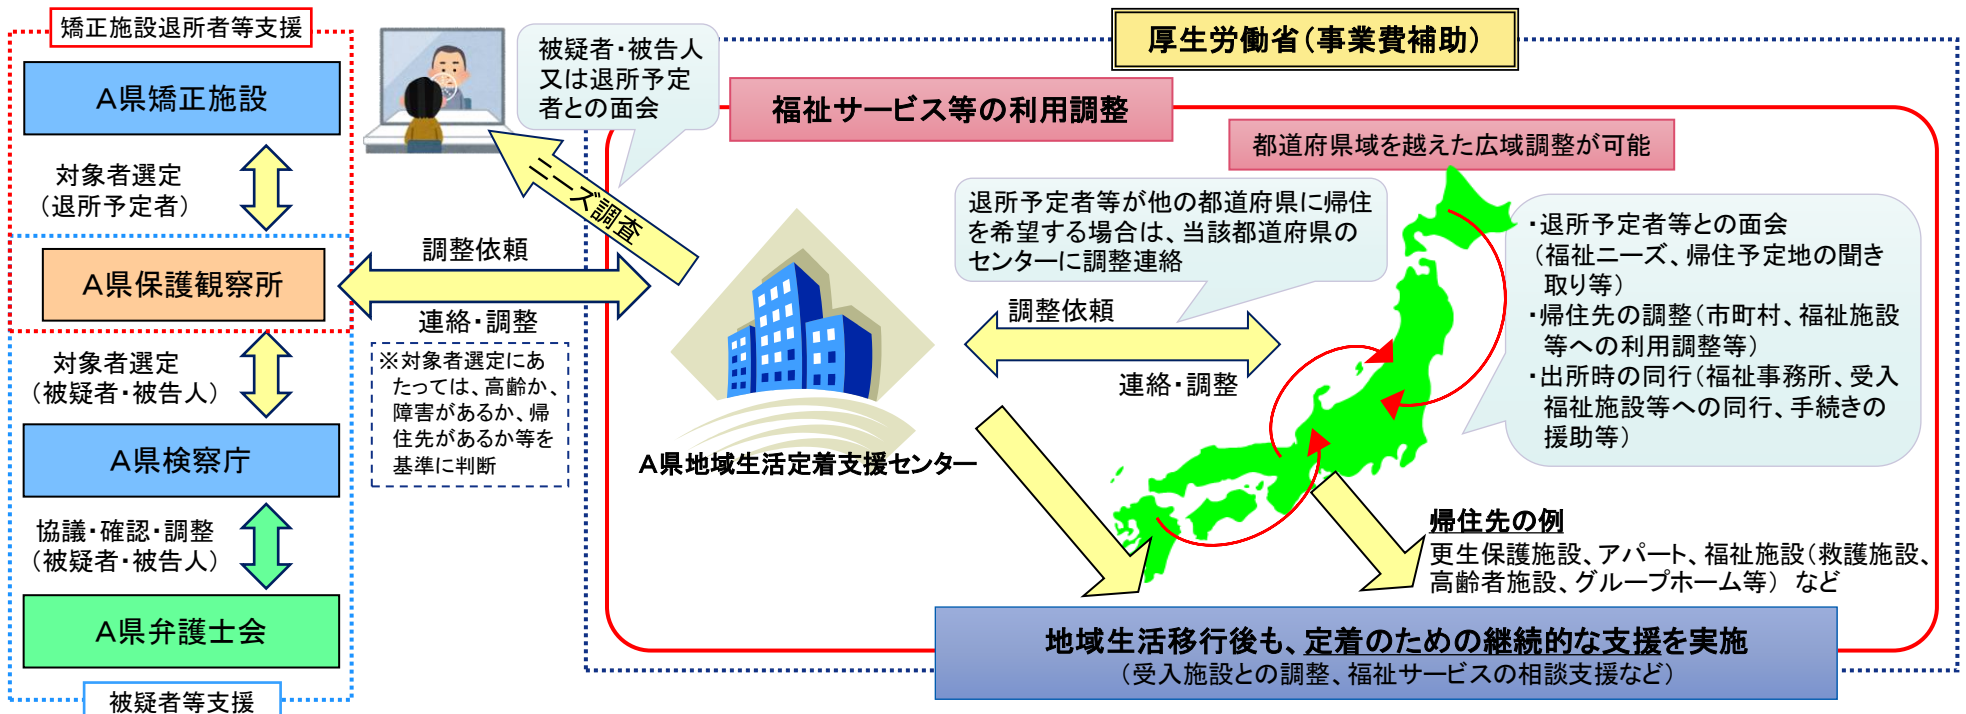 矯正施設退所者等支援
A県矯正施設
対象者選定
(退所予定者)
A県保護観察所
対象者選定
(被疑者・被告人)
A県検察庁
協議・確認・調整
(被疑者・被告人)
A県弁護士会
被疑者等支援
被疑者・被告人
又は退所予定
者との面会
ニーズ調査
調整依頼
連絡・調整
※対象者選定にあ
たっては、高齢か、
障害があるか、帰
住先があるか等を
基準に判断
厚生労働省(事業費補助)
福祉サービス等の利用調整
都道府県域を越えた広域調整が可能
退所予定者等が他の都道府県に帰住
を希望する場合は、当該都道府県の
センターに調整連絡
調整依頼
連絡・調整
A県地域生活定着支援センター
・退所予定者等との面会
(福祉ニーズ、帰住予定地の聞き
取り等)
・帰住先の調整(市町村、福祉施設
等への利用調整等)
・出所時の同行(福祉事務所、受入
福祉施設等への同行、手続きの
援助等)
帰住先の例
更生保護施設、アパート、福祉施設(救護施設、
高齢者施設、グループホーム等) など
地域生活移行後も、定着のための継続的な支援を実施
(受入施設との調整、福祉サービスの相談支援など)